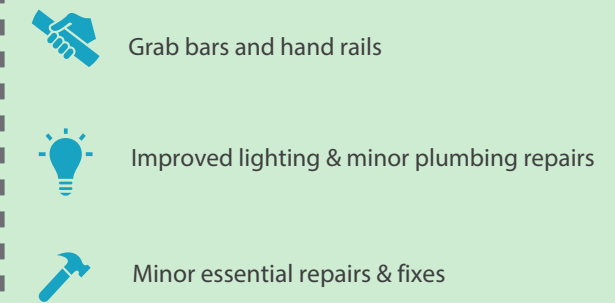 Grab bars and hand rails
Improved lighting & minor plumbing repairs
Minor essential repairs & fixes